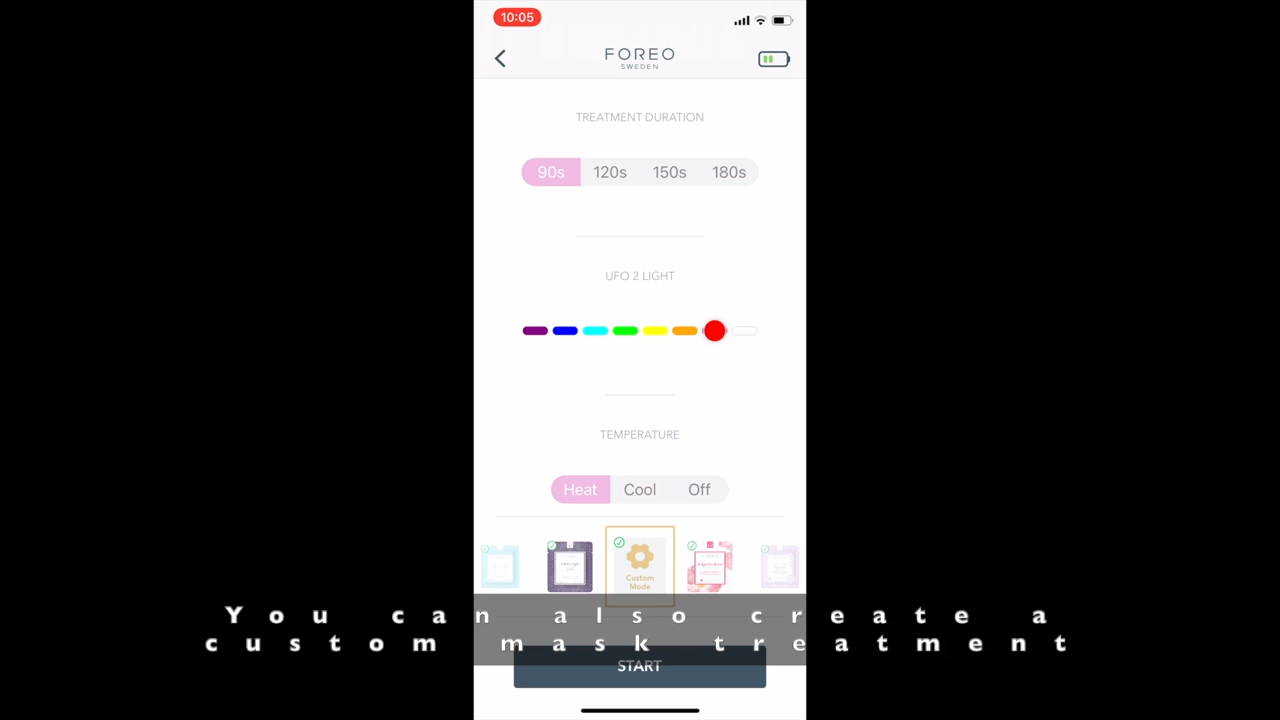 10:05
FOREO
SWEDEN
TREATMENT DURATION
90s 120s 150s 180s
UFO 2 LIGHT
TEMPERATURE
Heat Cool Off
Custom
Mode
You can also create a
custom mask treatment
START